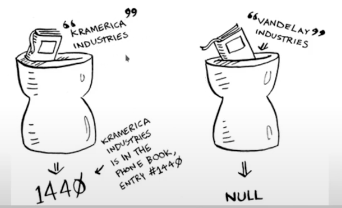 “KRAMERICA
INDUSTRIES”
“VANDELAY”
INDUSTRIES
1440
KRAMERICA
INDUSTRIES
IS IN THE
PHONE BOOK,
ENTRY #1440
NULL